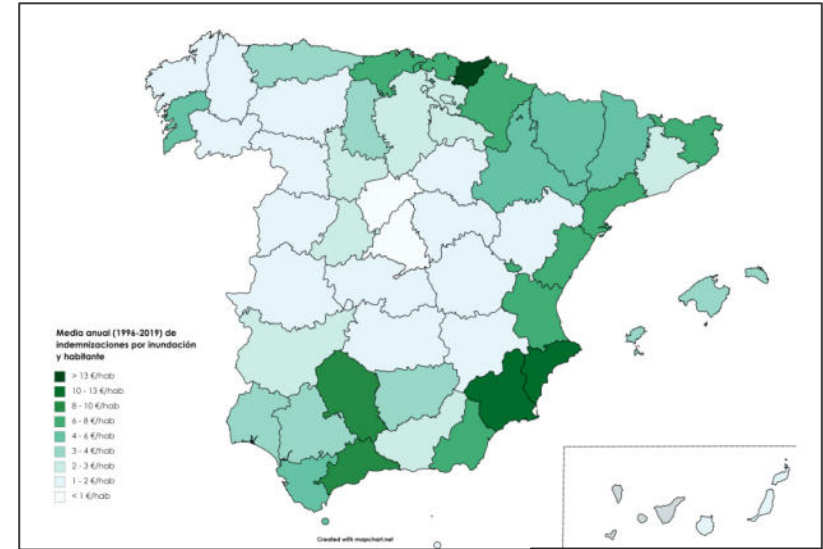 Media anual (1996-2019) de
indemnizaciones por inundación
y habitante
> 13 €/hab
10 - 13 €/hab
8 - 10 €/hab
6 - 8 €/hab
4 - 6 €/hab
3 - 4 €/hab
2 - 3 €/hab
1 - 2 €/hab
< 1 €/hab
Created with mapchart.net